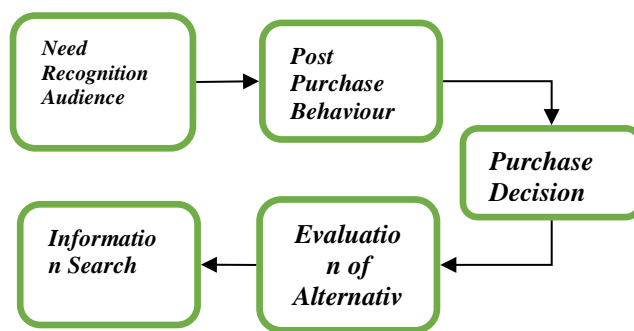 Need
Recognition
Audience
Post
Purchase
Behaviour
Purchase
Decision
Evaluatio
n of
Alternativ
Informatio
n Search